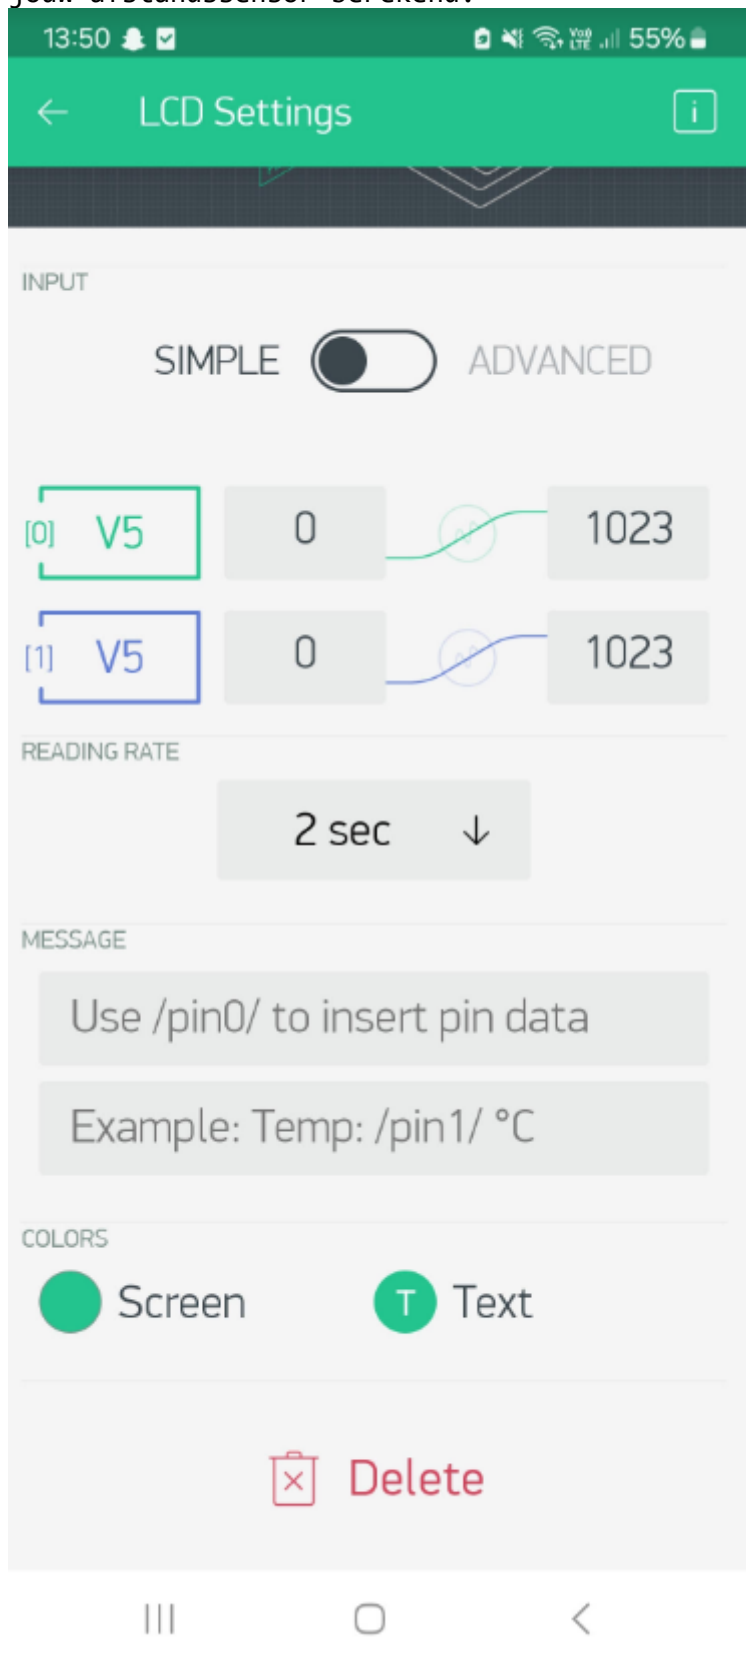 13:50 55%
LCD Settings i
INPUT
SIMPLE ADVANCED
[0] V5 0 1023
[1] V5 0 1023
READING RATE
2 sec
MESSAGE
Use /pin0/ to insert pin data
Example: Temp: /pin1/ °C
COLORS
Screen T Text
Delete